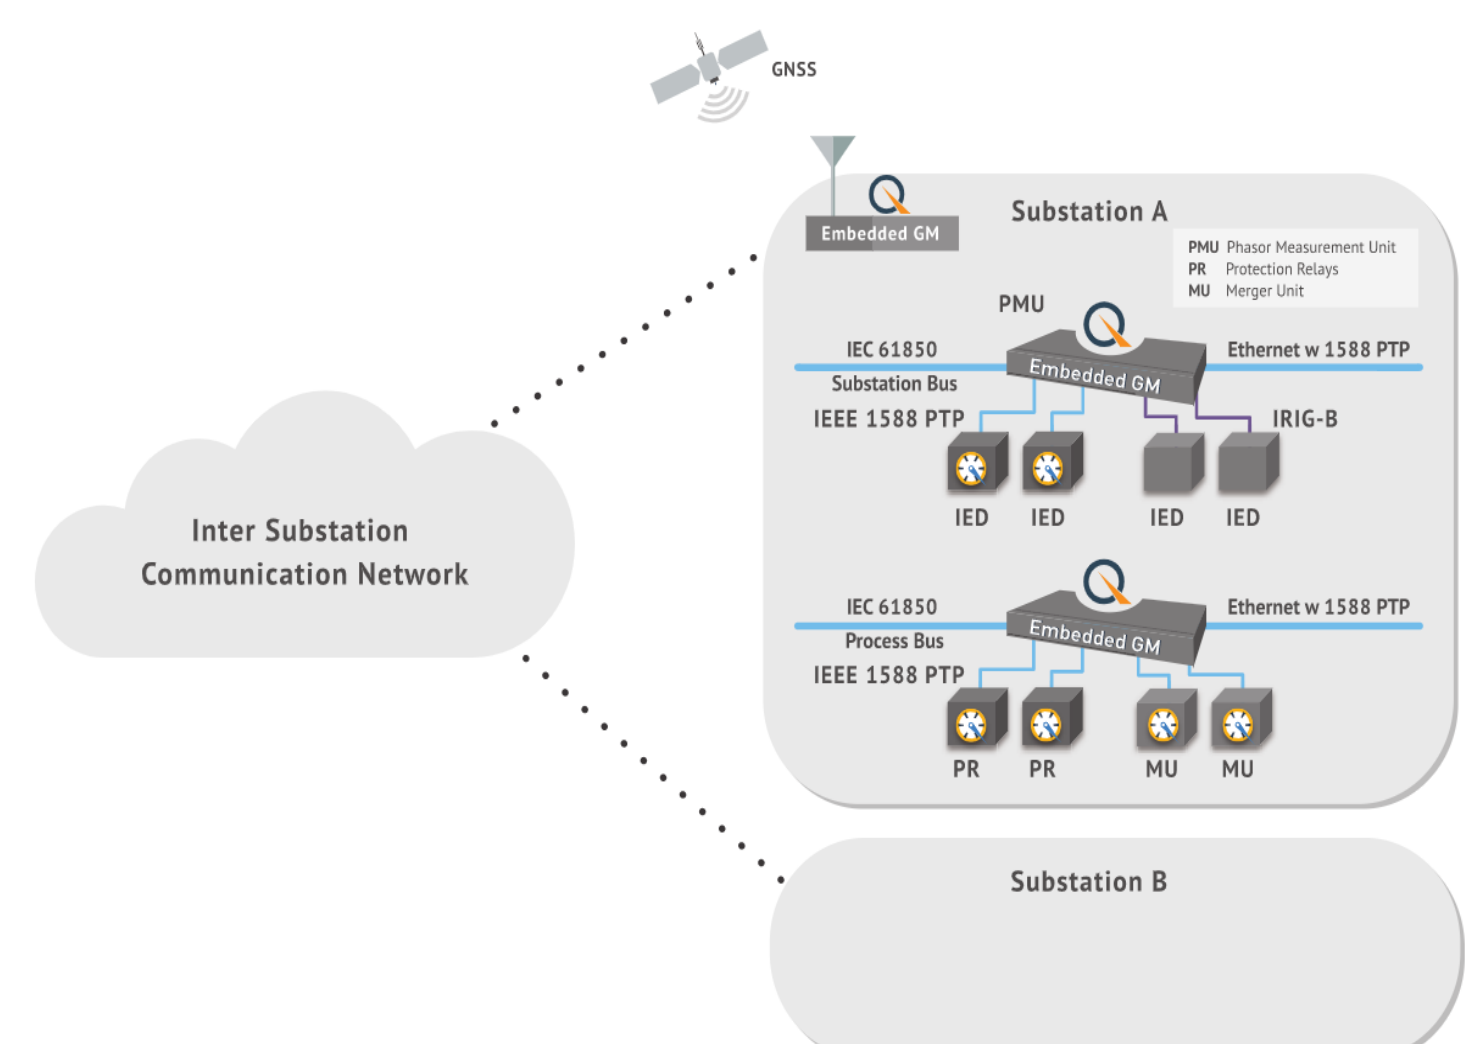 GNSS
Embedded GM
Substation A
PMU Phasor Measurement Unit
PR Protection Relays
MU Merger Unit
PMU
IEC 61850
Substation Bus
Embedded GM
Ethernet w 1588 PTP
IEEE 1588 PTP
IRIG-B
IED
IED
IED
IED
IEC 61850
Process Bus
Embedded GM
Ethernet w 1588 PTP
IEEE 1588 PTP
PR
PR
MU
MU
Inter Substation
Communication Network
Substation B